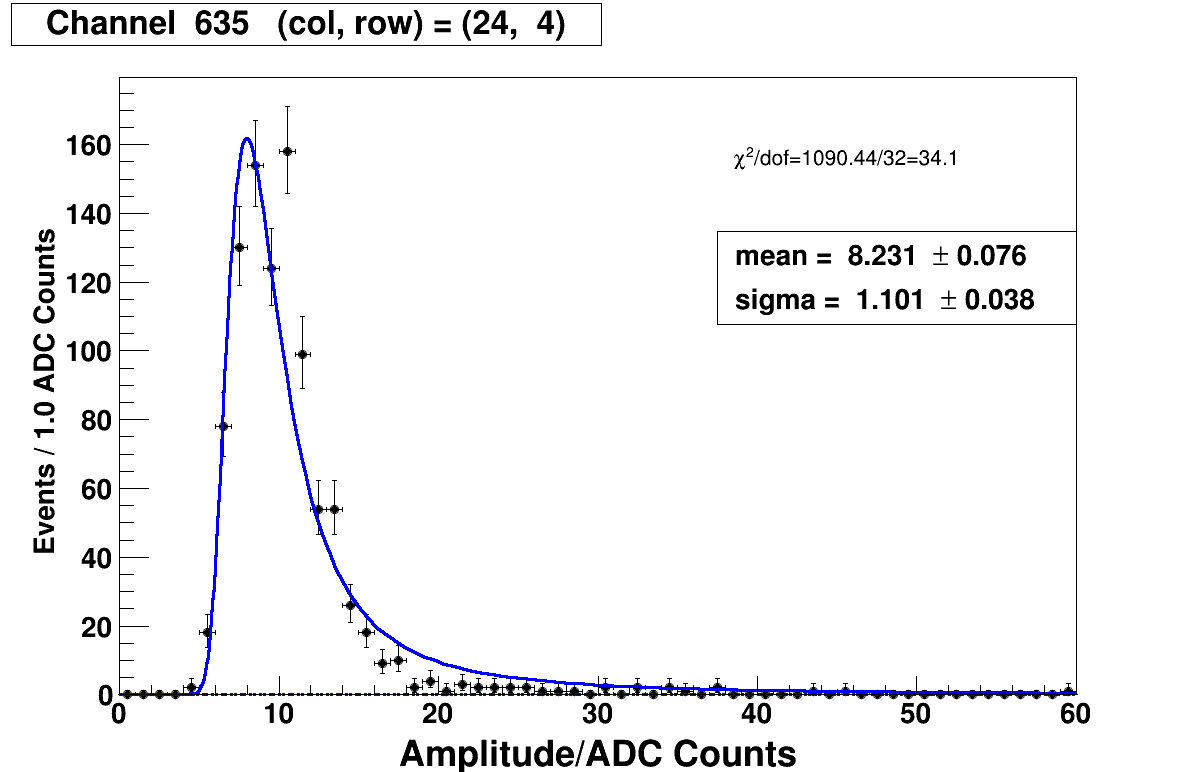 Channel 635 (col, row) = (24, 4)
χ²/dof=1090.44/32=34.1
mean = 8.231 ± 0.076
sigma = 1.101 ± 0.038
Events / 1.0 ADC Counts
160
140
120
100
80
60
40
20
0
0 10 20 30 40 50 60
Amplitude/ADC Counts